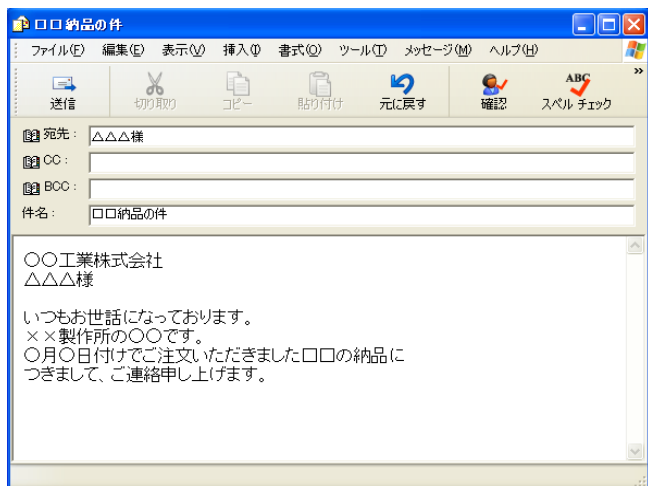 □□納品の件
ファイル(F) 編集(E) 表示(V) 挿入(I) 書式(O) ツール(T) メッセージ(M) ヘルプ(H)
送信 切り取り コピー 貼り付け 元に戻す 確認 ABC スペル チェック »
宛先: △△△様
CC:
BCC:
件名: □□納品の件
○○工業株式会社
△△△様
いつもお世話になっております。
××製作所の○○です。
○月○日付けでご注文いただきました□□の納品に
つきまして、ご連絡申し上げます。